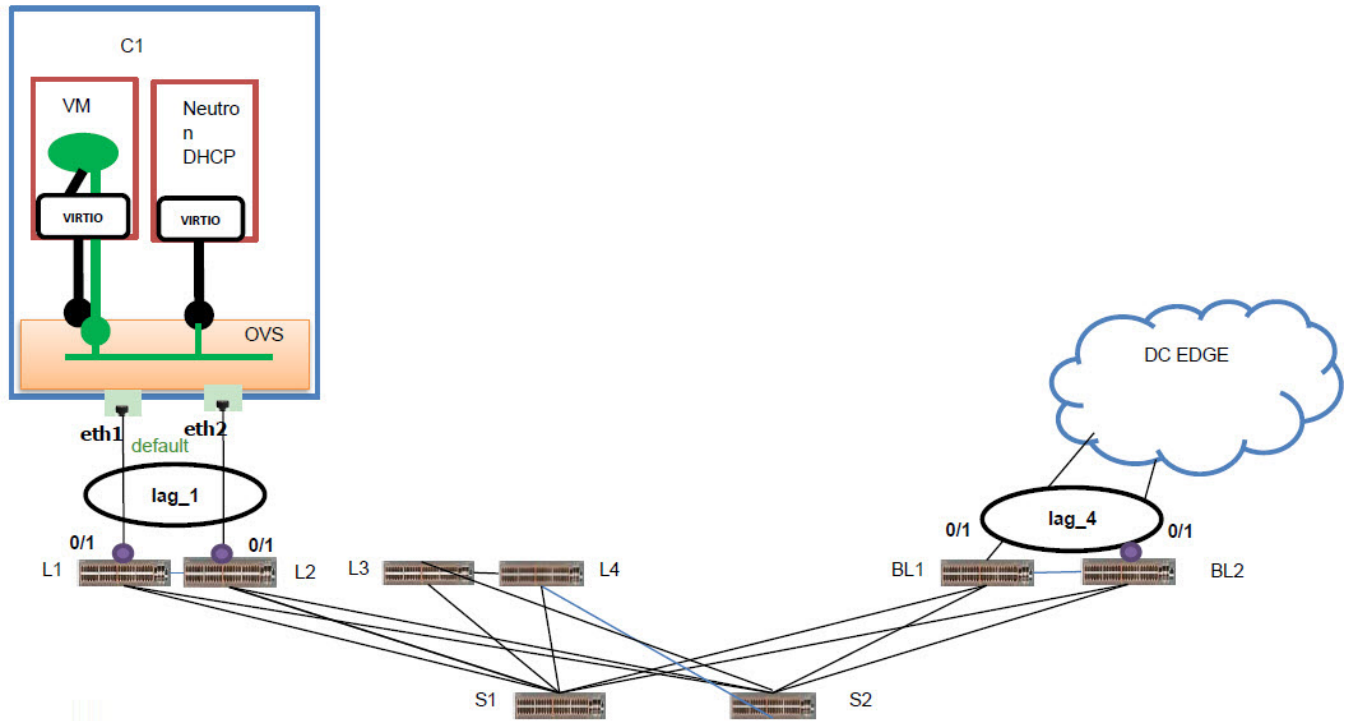 C1
VM
Neutro
n
DHCP
VIRTIO
VIRTIO
OVS
DC EDGE
eth1
eth2
default
lag_1
lag_4
0/1
0/1
0/1
0/1
L1
L2
L3
L4
BL1
BL2
S1
S2